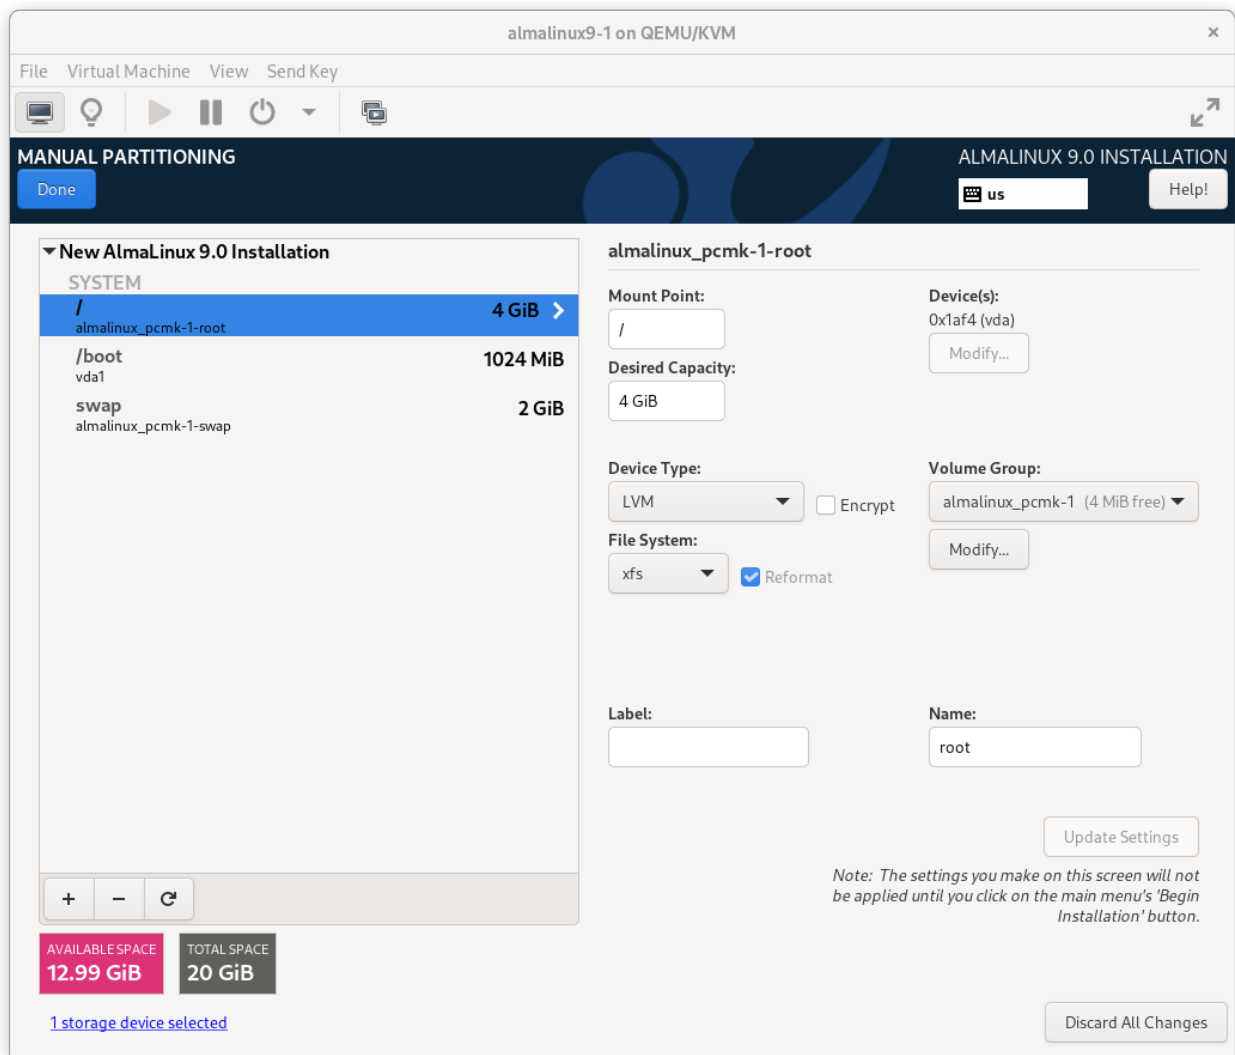 almalinux9-1 on QEMU/KVM
File Virtual Machine View Send Key
MANUAL PARTITIONING
ALMALINUX 9.0 INSTALLATION
Done
us
Help!
New AlmaLinux 9.0 Installation
SYSTEM
/
4 GiB
almalinux_pcmk-1-root
/boot
1024 MiB
vda1
swap
2 GiB
almalinux_pcmk-1-swap
AVAILABLE SPACE
12.99 GiB
TOTAL SPACE
20 GiB
1 storage device selected
almalinux_pcmk-1-root
Mount Point:
/
Device(s):
0x1af4 (vda)
Modify...
Desired Capacity:
4 GiB
Device Type:
LVM
Encrypt
Volume Group:
almalinux_pcmk-1 (4 MiB free)
Modify...
File System:
xfs
Reformat
Label:
Name:
root
Update Settings
Note: The settings you make on this screen will not
be applied until you click on the main menu's 'Begin
Installation' button.
Discard All Changes